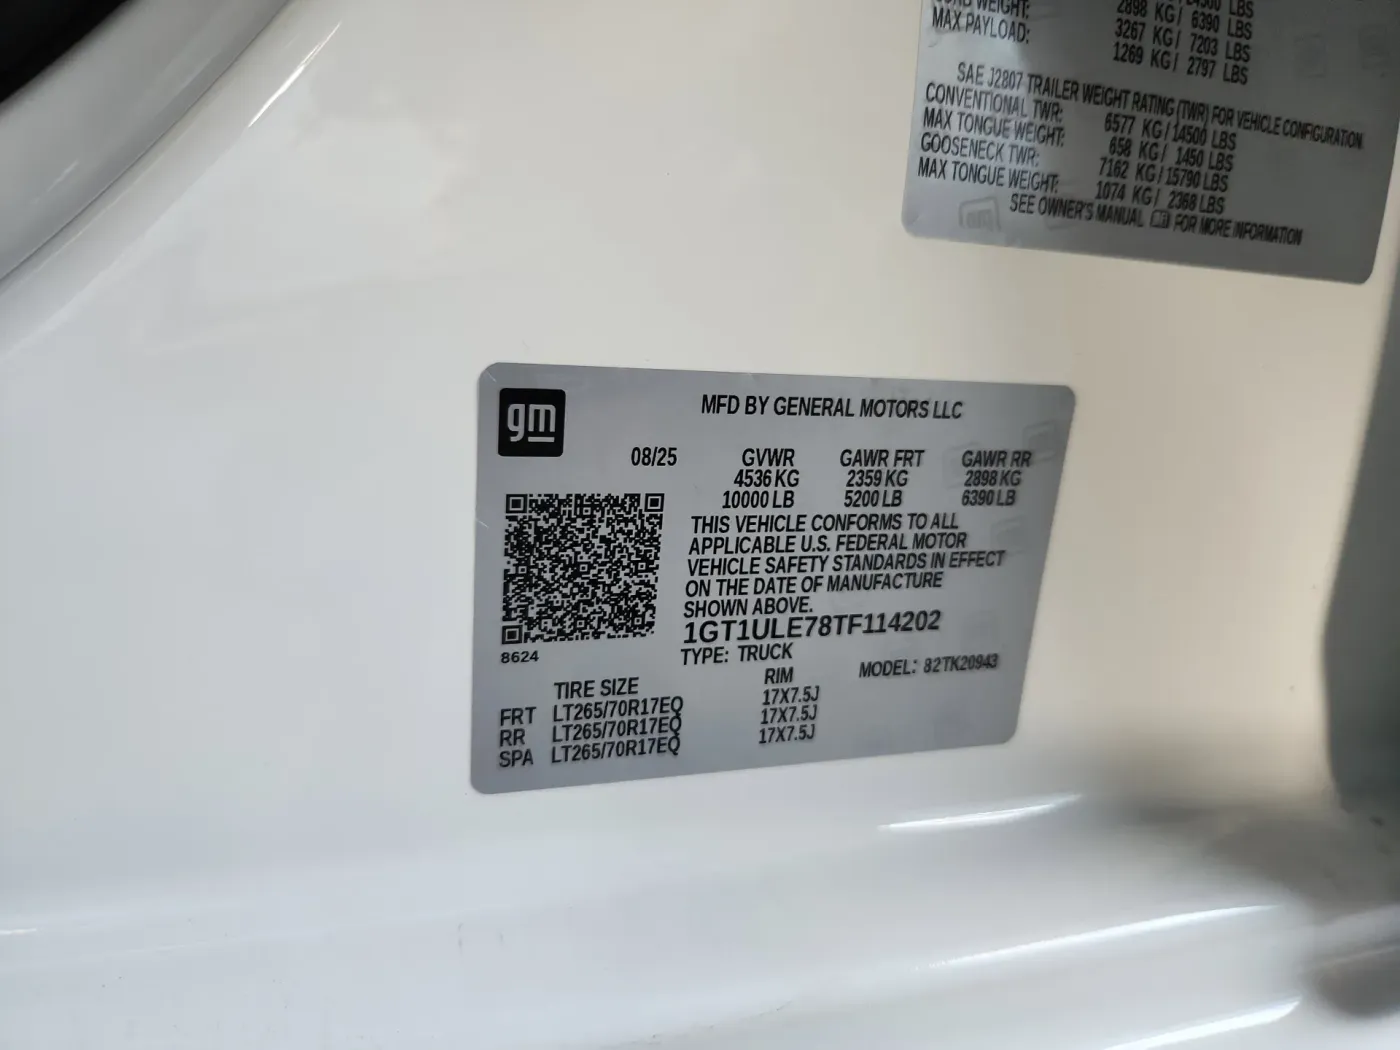 WEIGHT: 2898 KG / 6390 LBS
MAX PAYLOAD: 3267 KG / 7203 LBS
1269 KG / 2797 LBS
SAE J2807 TRAILER WEIGHT RATING (TWR) FOR VEHICLE CONFIGURATION
CONVENTIONAL TWR: 6577 KG / 14500 LBS
MAX TONGUE WEIGHT: 658 KG / 1450 LBS
GOOSENECK TWR: 7162 KG / 15790 LBS
MAX TONGUE WEIGHT: 1074 KG / 2368 LBS
SEE OWNER'S MANUAL FOR MORE INFORMATION
gm
MFD BY GENERAL MOTORS LLC
08/25 GVWR GAWR FRT GAWR RR
4536 KG 2359 KG 2898 KG
10000 LB 5200 LB 6390 LB
THIS VEHICLE CONFORMS TO ALL
APPLICABLE U.S. FEDERAL MOTOR
VEHICLE SAFETY STANDARDS IN EFFECT
ON THE DATE OF MANUFACTURE
SHOWN ABOVE.
1GT1ULE78TF114202
8624
TYPE: TRUCK
MODEL: 82TK20943
TIRE SIZE RIM
FRT LT265/70R17EQ 17X7.5J
RR LT265/70R17EQ 17X7.5J
SPA LT265/70R17EQ 17X7.5J